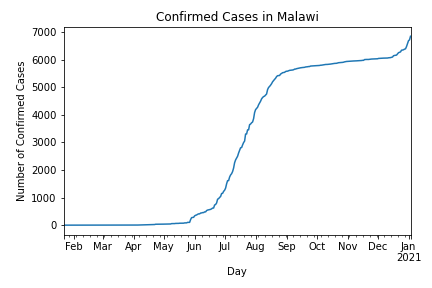 Confirmed Cases in Malawi
Number of Confirmed Cases
7000
6000
5000
4000
3000
2000
1000
0
Feb Mar Apr May Jun Jul Aug Sep Oct Nov Dec Jan
2021
Day